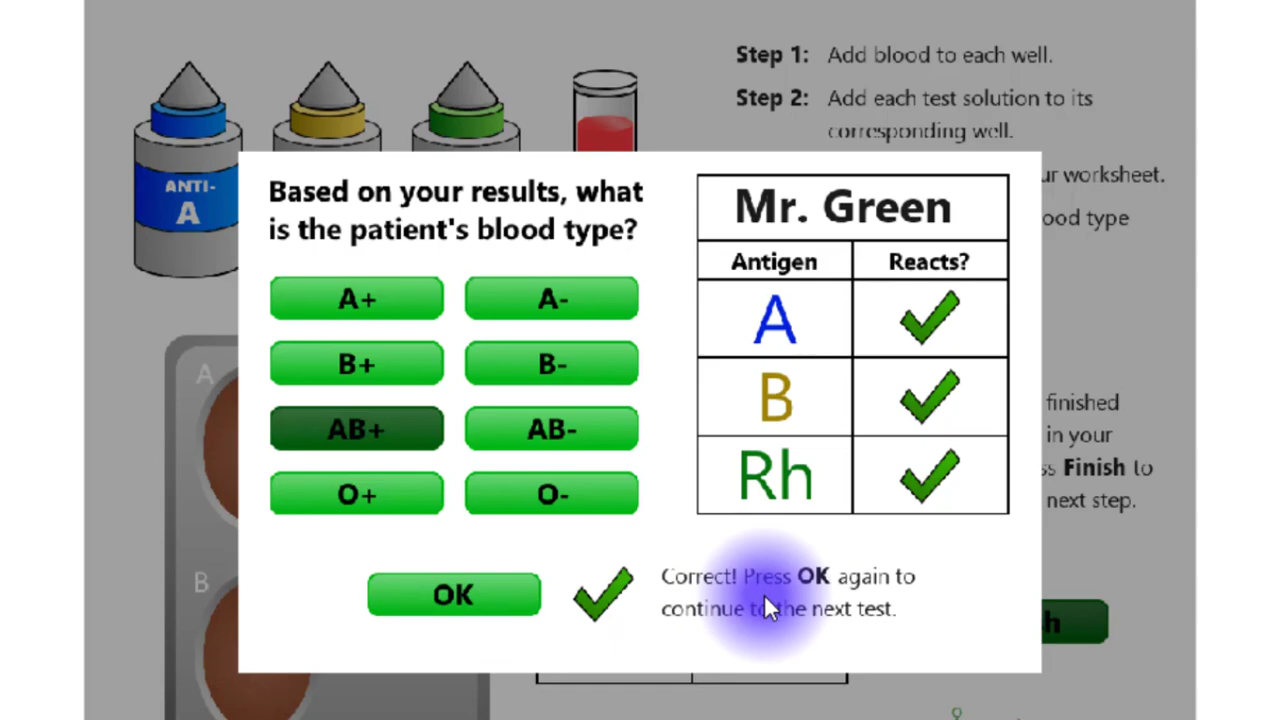 Step 1: Add blood to each well.
Step 2: Add each test solution to its
corresponding well.
ur worksheet.
ood type
ANTI-
A
Based on your results, what
is the patient's blood type?
A+ A-
B+ B-
AB+ AB-
O+ O-
Mr. Green
Antigen Reacts?
A
B
Rh
OK
Correct! Press OK again to
continue to the next test.
A
B
finished
in your
ss Finish to
next step.
h